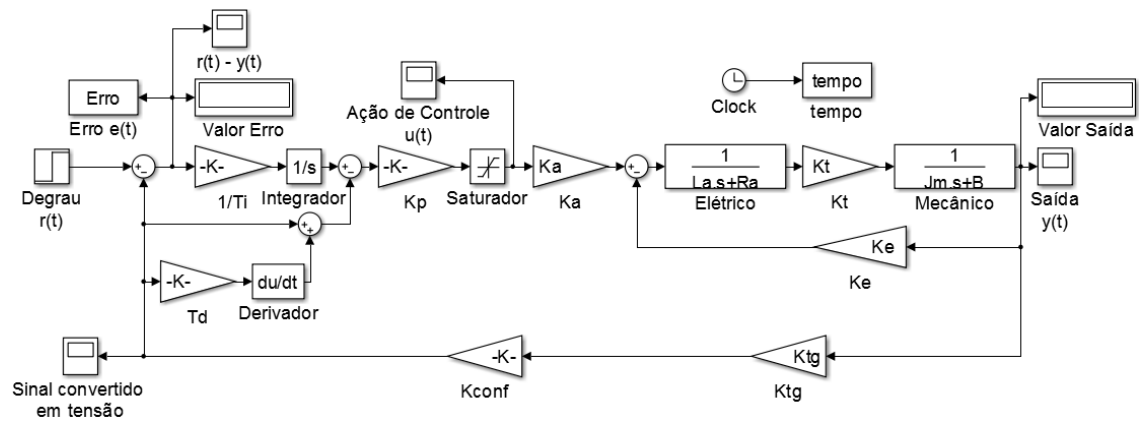 r(t) - y(t)
Erro
Erro e(t)
Valor Erro
Ação de Controle
u(t)
Clock
tempo
tempo
Valor Saída
Degrau
r(t)
-K-
1/Ti
1/s
Integrador
-K-
Kp
Saturador
Ka
Ka
1
La.s+Ra
Elétrico
Kt
Kt
1
Jm.s+B
Mecânico
Saída
y(t)
Ke
Ke
-K-
Td
du/dt
Derivador
Sinal convertido
em tensão
-K-
Kconf
Ktg
Ktg